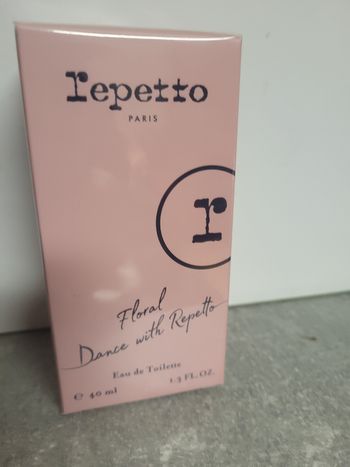 repetto
PARIS
r
Floral
Dance with Repetto
Eau de Toilette
℮ 40 ml 1.3 FL. OZ.